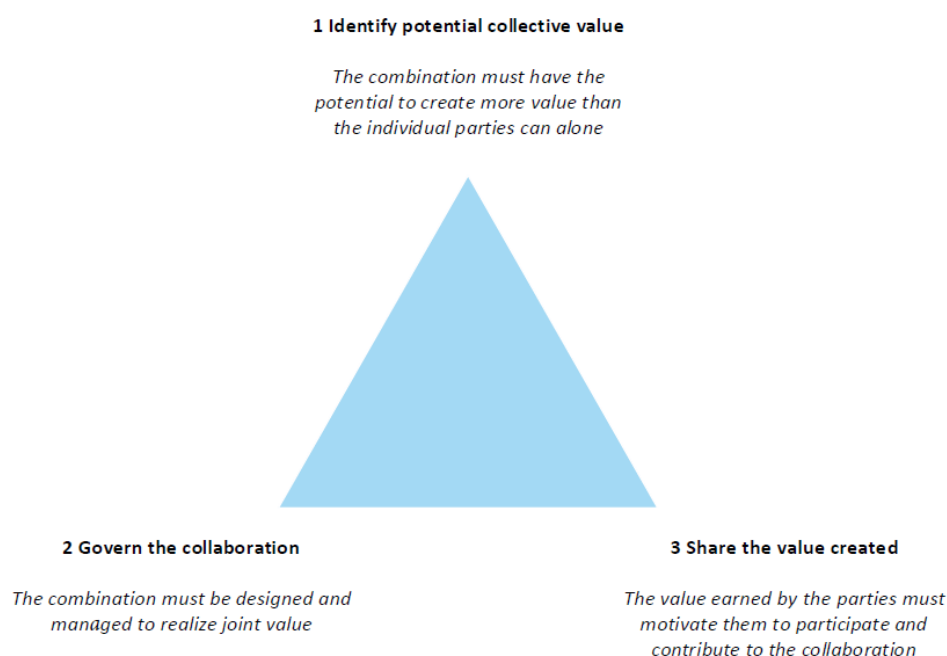 1 Identify potential collective value
The combination must have the
potential to create more value than
the individual parties can alone
2 Govern the collaboration
The combination must be designed and
managed to realize joint value
3 Share the value created
The value earned by the parties must
motivate them to participate and
contribute to the collaboration